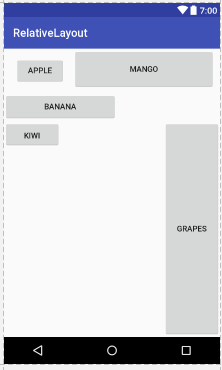 7:00
RelativeLayout
APPLE
MANGO
BANANA
KIWI
GRAPES